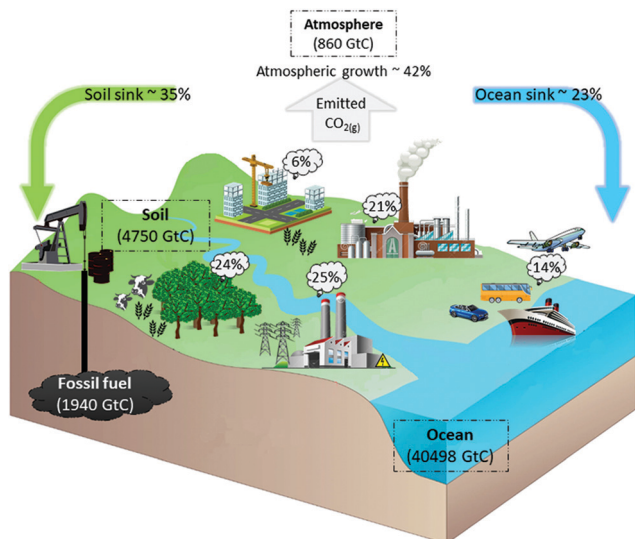 Atmosphere
(860 GtC)
Atmospheric growth ~ 42%
Soil sink ~ 35%
Emitted
CO2(g)
Ocean sink ~ 23%
6%
21%
Soil
(4750 GtC)
24%
25%
14%
Fossil fuel
(1940 GtC)
Ocean
(40498 GtC)